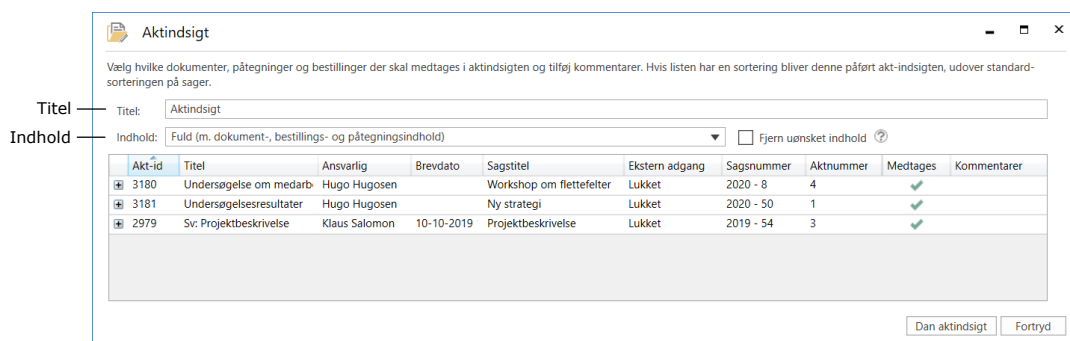 Aktindsigt
Vælg hvilke dokumenter, påtegninger og bestillinger der skal medtages i aktindsigten og tilføj kommentarer. Hvis listen har en sortering bliver denne påført akt-indsigten, udover standard-
sorteringen på sager.
Titel Titel: Aktindsigt
Indhold Indhold: Fuld (m. dokument-, bestillings- og påtegningsindhold) Fjern uønsket indhold ?
Akt-id Titel Ansvarlig Brevdato Sagstitel Ekstern adgang Sagsnummer Aktnummer Medtages Kommentarer
3180 Undersøgelse om medarb Hugo Hugosen Workshop om flettefelter Lukket 2020 - 8 4
3181 Undersøgelsesresultater Hugo Hugosen Ny strategi Lukket 2020 - 50 1
2979 Sv: Projektbeskrivelse Klaus Salomon 10-10-2019 Projektbeskrivelse Lukket 2019 - 54 3
Dan aktindsigt Fortryd